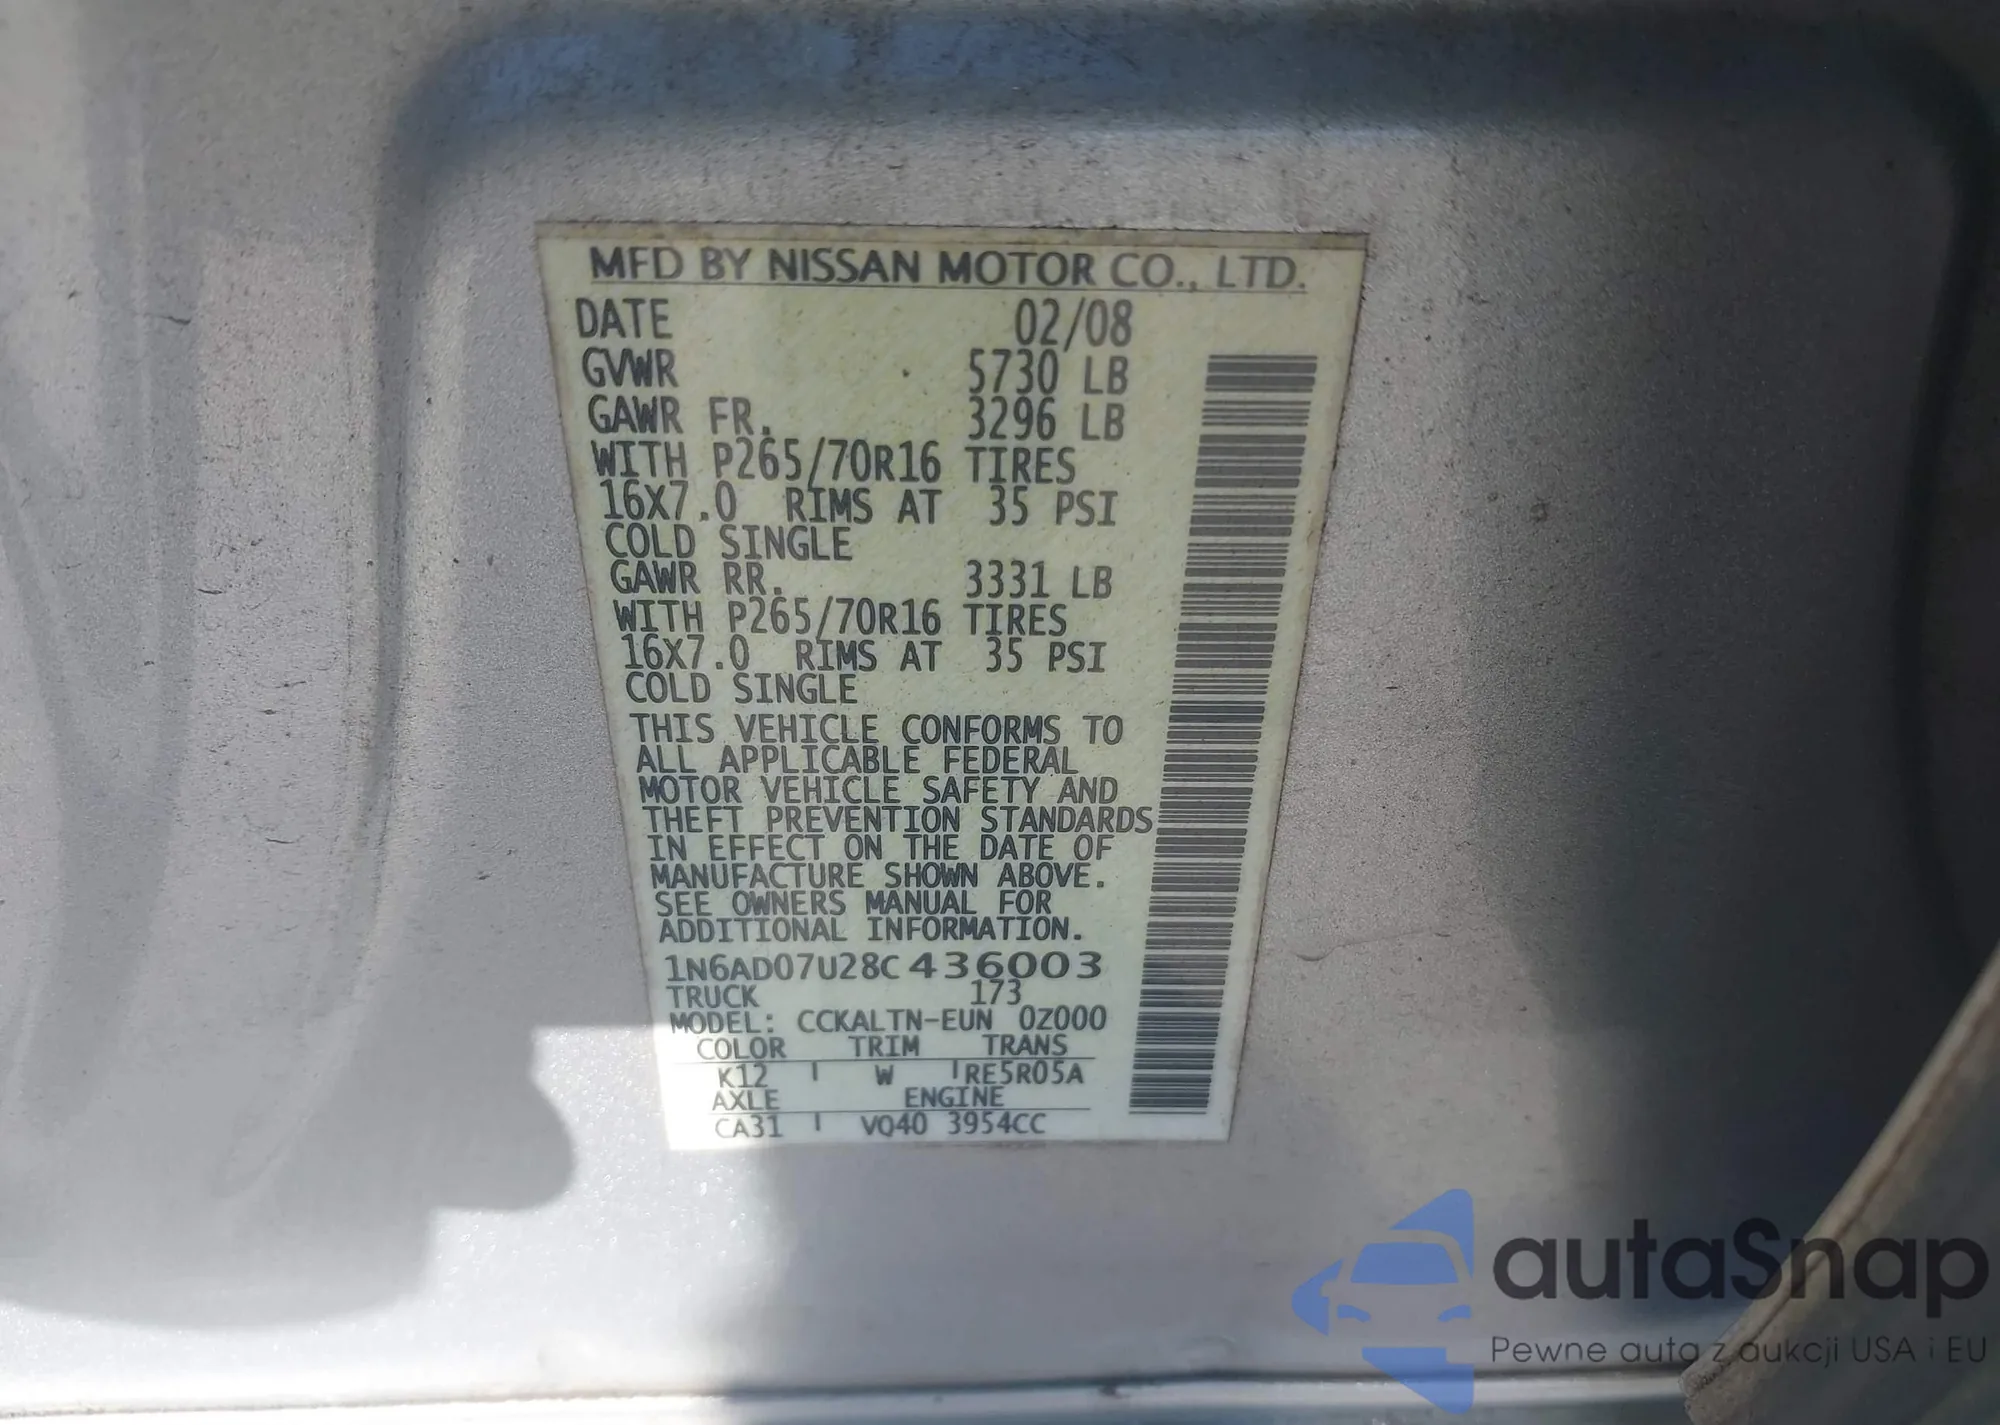 MFD BY NISSAN MOTOR CO., LTD.
DATE 02/08
GVWR 5730 LB
GAWR FR. 3296 LB
WITH P265/70R16 TIRES
16X7.0 RIMS AT 35 PSI
COLD SINGLE
GAWR RR. 3331 LB
WITH P265/70R16 TIRES
16X7.0 RIMS AT 35 PSI
COLD SINGLE
THIS VEHICLE CONFORMS TO
ALL APPLICABLE FEDERAL
MOTOR VEHICLE SAFETY AND
THEFT PREVENTION STANDARDS
IN EFFECT ON THE DATE OF
MANUFACTURE SHOWN ABOVE.
SEE OWNERS MANUAL FOR
ADDITIONAL INFORMATION.
1N6AD07U28C436003
TRUCK 173
MODEL: CCKALTN-EUN 0Z000
COLOR TRIM TRANS
K12 W RE5R05A
AXLE ENGINE
CA31 VQ40 3954CC
autaSnap
Pewne auta z aukcji USA i EU